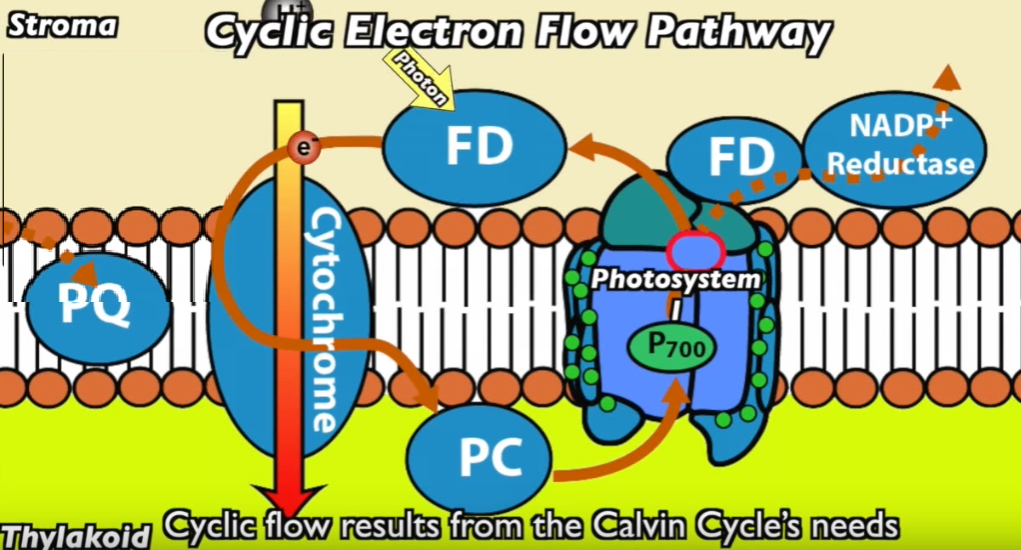 Stroma
H+
Cyclic Electron Flow Pathway
Photon
e-
FD
FD
NADP+
Reductase
Cytochrome
PQ
Photosystem
I
P700
PC
Thylakoid
Cyclic flow results from the Calvin Cycle's needs